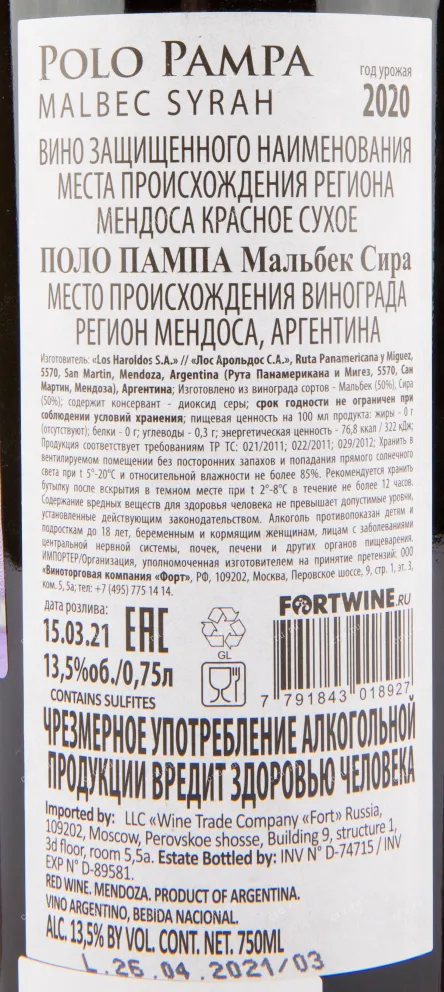 POLO PAMPA
год урожая
MALBEC SYRAH
2020
ВИНО ЗАЩИЩЕННОГО НАИМЕНОВАНИЯ
МЕСТА ПРОИСХОЖДЕНИЯ РЕГИОНА
МЕНДОСА КРАСНОЕ СУХОЕ
ПОЛО ПАМПА Мальбек Сира
МЕСТО ПРОИСХОЖДЕНИЯ ВИНОГРАДА
РЕГИОН МЕНДОСА, АРГЕНТИНА
Изготовитель: «Los Haroldos S.A.» // «Лос Арольдос С.А.», Ruta Panamericana y Miguez,
5570, San Martin, Mendoza, Argentina (Рута Панамерикана и Мигез, 5570, Сан
Мартин, Мендоза), Аргентина; Изготовлено из винограда сортов - Мальбек (50%), Сира
(50%); содержит консервант - диоксид серы; срок годности не ограничен при
соблюдении условий хранения; пищевая ценность на 100 мл продукта: жиры - 0 г
(отсутствуют); белки - 0 г; углеводы - 0,3 г; энергетическая ценность - 76,8 ккал / 322 кДж;
Продукция соответствует требованиям ТР ТС: 021/2011; 022/2011; 029/2012; Хранить в
вентилируемом помещении без посторонних запахов и попадания прямого солнечного
света при t 5°-20°С и относительной влажности не более 85%. Рекомендуется хранить
бутылку после вскрытия в темном месте при t 2°-8°С в течение не более 12 часов.
Содержание вредных веществ для здоровья человека не превышает допустимые уровни,
установленные действующим законодательством. Алкоголь противопоказан детям и
подросткам до 18 лет, беременным и кормящим женщинам, лицам с заболеваниями
центральной нервной системы, почек, печени и других органов пищеварения.
ИМПОРТЕР/Организация, уполномоченная изготовителем на принятие претензий: ООО
«Виноторговая компания «Форт», РФ, 109202, Москва, Перовское шоссе, 9, стр. 1, эт. 3,
ком. 5, 5а; тел: +7 (495) 775 14 14.
дата розлива:
15.03.21
EAC
13,5%об./0,75л
CONTAINS SULFITES
GL
FORTWINE.RU
7 791843 018927
ЧРЕЗМЕРНОЕ УПОТРЕБЛЕНИЕ АЛКОГОЛЬНОЙ
ПРОДУКЦИИ ВРЕДИТ ЗДОРОВЬЮ ЧЕЛОВЕКА
Imported by: LLC «Wine Trade Company «Fort» Russia,
109202, Moscow, Perovskoe shosse, Building 9, structure 1,
3d floor, room 5,5a. Estate Bottled by: INV N° D-74715 / INV
EXP N° D-89581.
RED WINE. MENDOZA. PRODUCT OF ARGENTINA.
VINO ARGENTINO, BEBIDA NACIONAL.
ALC. 13,5% BY VOL. CONT. NET. 750ML
L.26.04.2021/03